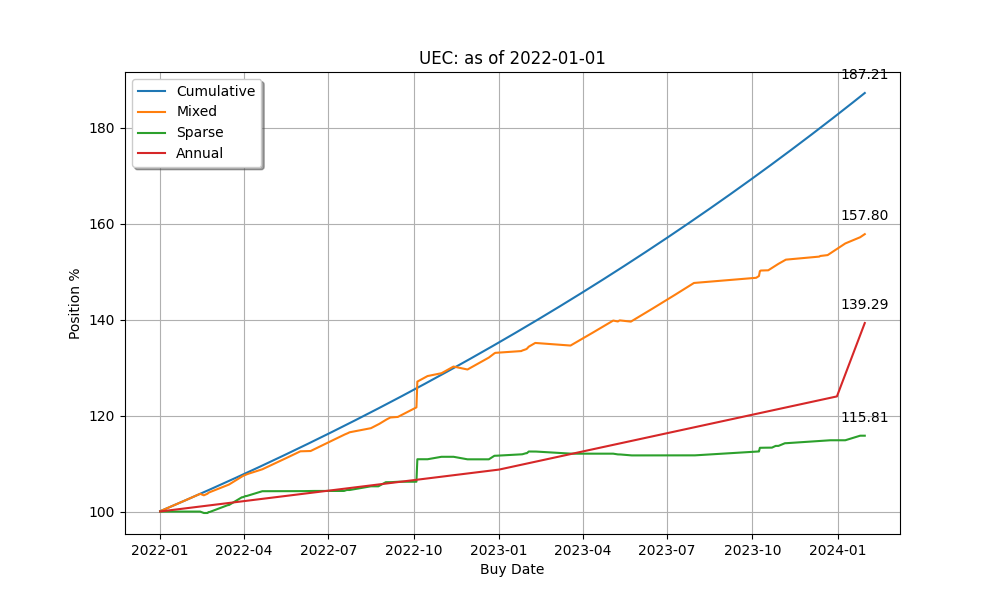 UEC: as of 2022-01-01
187.21
Cumulative
Mixed
Sparse
Annual
180
160
140
120
100
157.80
139.29
115.81
Position %
2022-01 2022-04 2022-07 2022-10 2023-01 2023-04 2023-07 2023-10 2024-01
Buy Date